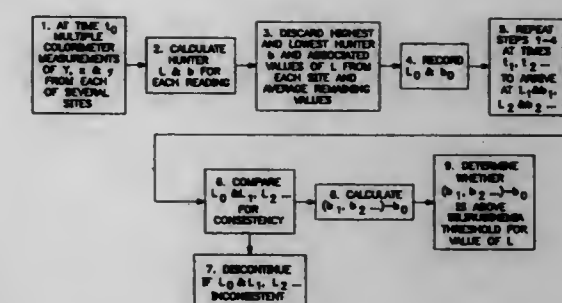 1. AT TIME t0
MULTIPLE
COLORIMETER
MEASUREMENTS
OF Y, x & y
FROM EACH
OF SEVERAL
SITES
2. CALCULATE
HUNTER
L & b FOR
EACH READING
3. DISCARD HIGHEST
AND LOWEST HUNTER
b AND ASSOCIATED
VALUES OF L FROM
EACH SITE AND
AVERAGE REMAINING
VALUES
4. RECORD
L0 & b0
5. REPEAT
STEPS 1-4
AT TIMES
t1, t2 ...
TO ARRIVE
AT L1&b1,
L2 &b2 ...
6. COMPARE
L0 &L1, L2 ...
FOR
CONSISTENCY
7. DISCONTINUE
IF L0 &L1, L2 ...
INCONSISTENT
8. CALCULATE
(b1, b2 ...)-b0
9. DETERMINE
WHETHER
(b1, b2 ...)-b0
IS ABOVE
BILIRUBINEMIA
THRESHOLD FOR
VALUE OF L